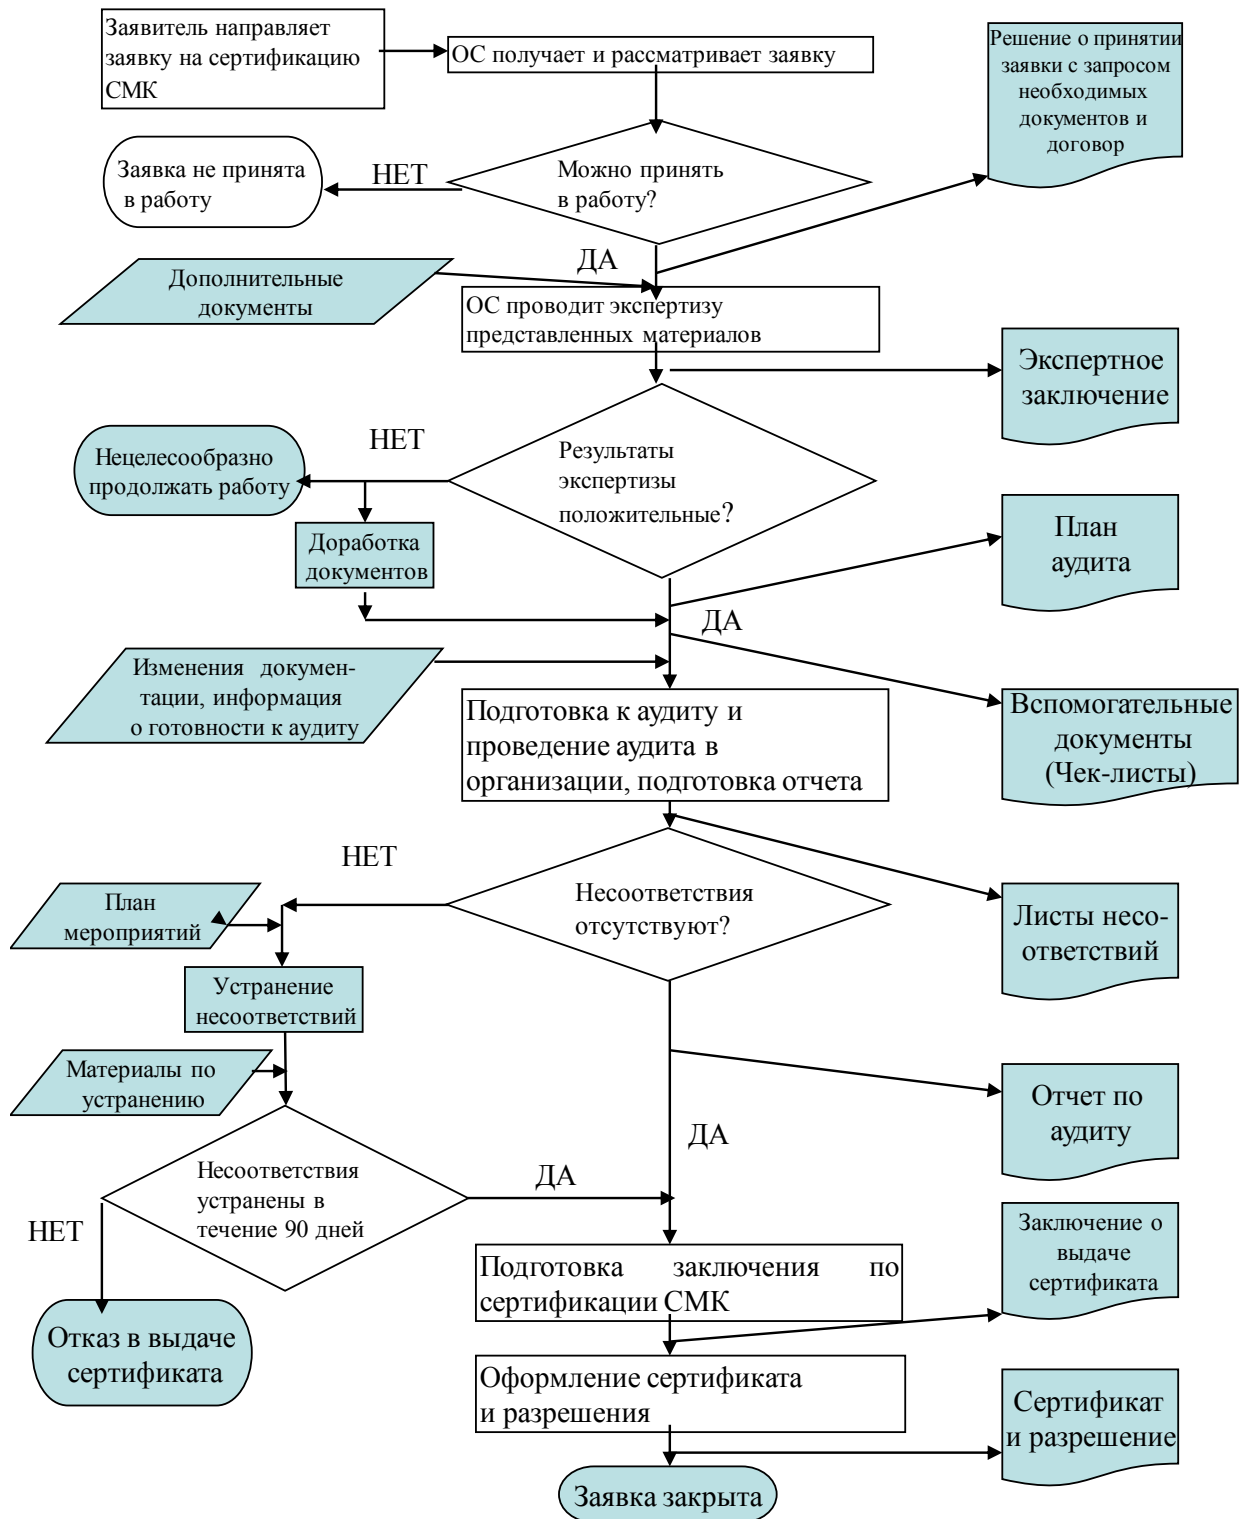 Заявитель направляет
заявку на сертификацию
СМК
ОС получает и рассматривает заявку
Решение о принятии
заявки с запросом
необходимых
документов и
договор
Заявка не принята
в работу
НЕТ
Можно принять
в работу?
ДА
Дополнительные
документы
ОС проводит экспертизу
представленных материалов
Экспертное
заключение
НЕТ
Нецелесообразно
продолжать работу
Результаты
экспертизы
положительные?
План
аудита
Доработка
документов
ДА
Изменения докумен-
тации, информация
о готовности к аудиту
Подготовка к аудиту и
проведение аудита в
организации, подготовка отчета
Вспомогательные
документы
(Чек-листы)
НЕТ
Несоответствия
отсутствуют?
План
мероприятий
Листы несо-
ответствий
Устранение
несоответствий
Материалы по
устранению
Отчет по
аудиту
ДА
Несоответствия
устранены в
течение 90 дней
ДА
НЕТ
Заключение о
выдаче
сертификата
Подготовка заключения по
сертификации СМК
Отказ в выдаче
сертификата
Оформление сертификата
и разрешения
Сертификат
и разрешение
Заявка закрыта